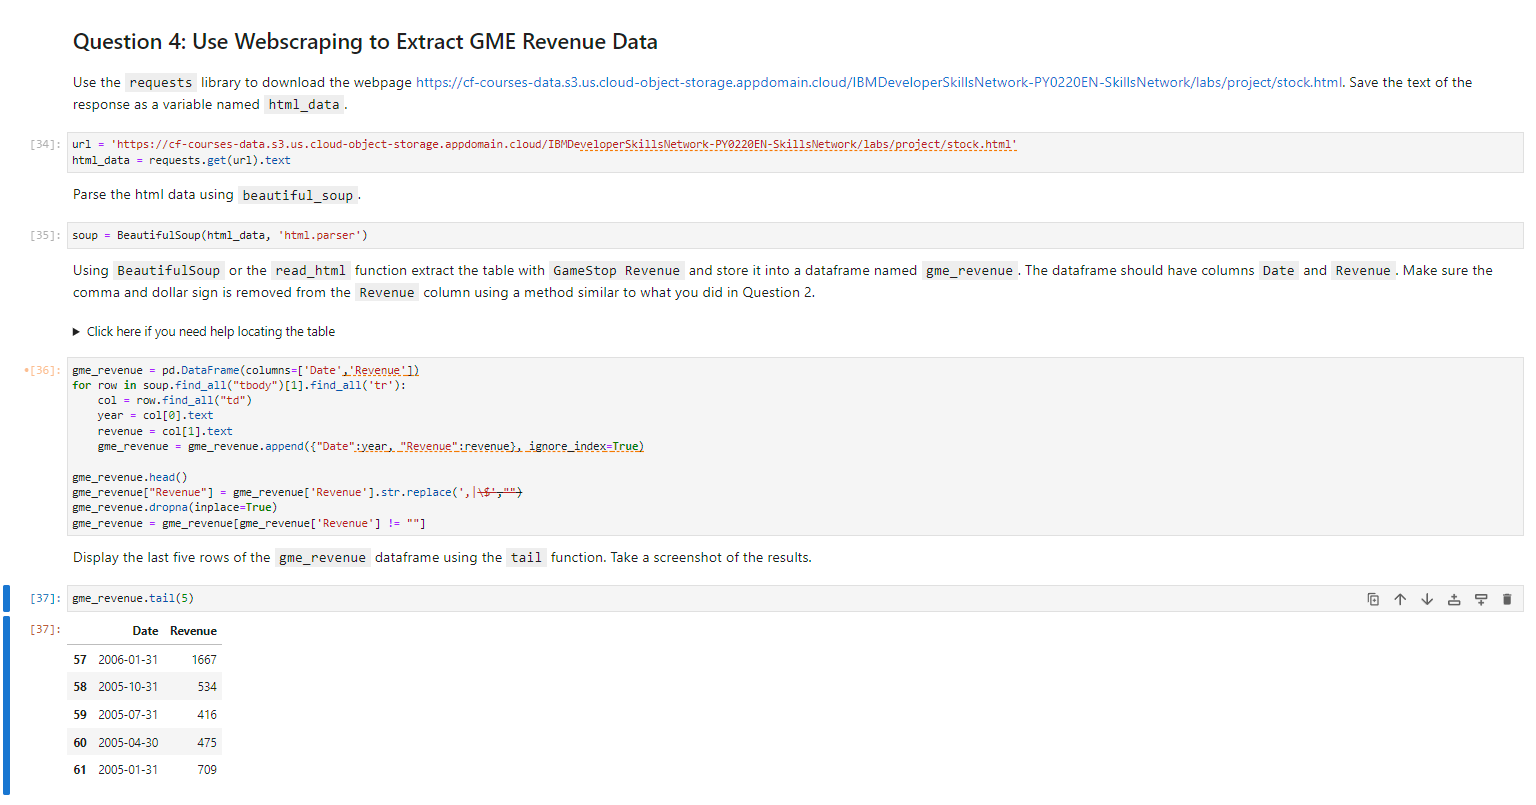 Question 4: Use Webscraping to Extract GME Revenue Data
Use the requests library to download the webpage https://cf-courses-data.s3.us.cloud-object-storage.appdomain.cloud/IBMDeveloperSkillsNetwork-PY0220EN-SkillsNetwork/labs/project/stock.html. Save the text of the
response as a variable named html_data.
[34]: url = 'https://cf-courses-data.s3.us.cloud-object-storage.appdomain.cloud/IBMDeveloperSkillsNetwork-PY0220EN-SkillsNetwork/labs/project/stock.html'
html_data = requests.get(url).text
Parse the html data using beautiful_soup.
[35]: soup = BeautifulSoup(html_data, 'html.parser')
Using BeautifulSoup or the read_html function extract the table with GameStop Revenue and store it into a dataframe named gme_revenue. The dataframe should have columns Date and Revenue. Make sure the
comma and dollar sign is removed from the Revenue column using a method similar to what you did in Question 2.
Click here if you need help locating the table
•[36]: gme_revenue = pd.DataFrame(columns=['Date','Revenue'])
for row in soup.find_all("tbody")[1].find_all('tr'):
    col = row.find_all("td")
    year = col[0].text
    revenue = col[1].text
    gme_revenue = gme_revenue.append({"Date":year, "Revenue":revenue}, ignore_index=True)
gme_revenue.head()
gme_revenue["Revenue"] = gme_revenue['Revenue'].str.replace(',|\$',"")
gme_revenue.dropna(inplace=True)
gme_revenue = gme_revenue[gme_revenue['Revenue'] != ""]
Display the last five rows of the gme_revenue dataframe using the tail function. Take a screenshot of the results.
[37]: gme_revenue.tail(5)
[37]: Date Revenue
57 2006-01-31 1667
58 2005-10-31 534
59 2005-07-31 416
60 2005-04-30 475
61 2005-01-31 709